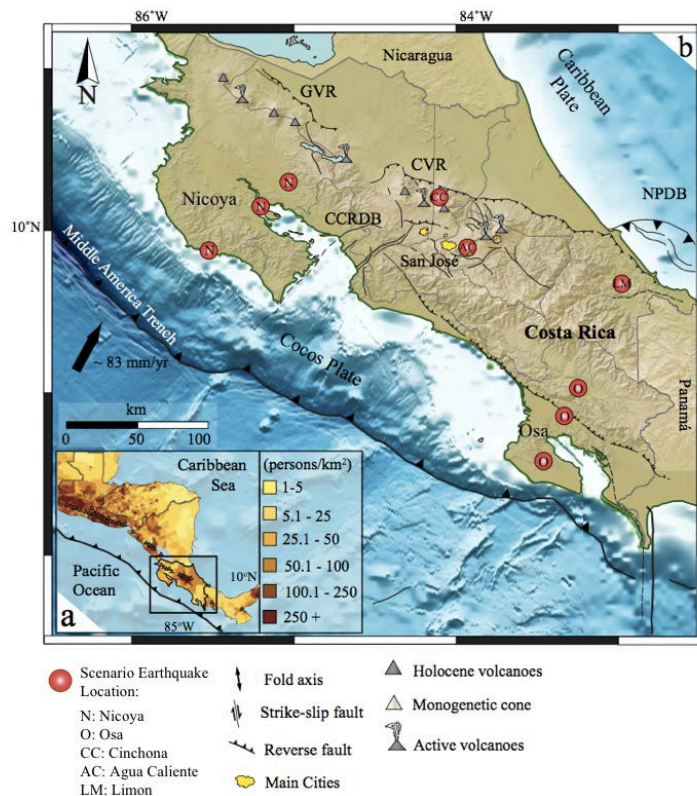 86°W
84°W
b
Nicaragua
N
Caribbean
Plate
GVR
CVR
NPDB
N
CC
Nicoya
N
CCRDB
10°N
N
AC
San José
N
Middle America Trench
Costa Rica
Cocos Plate
~ 83 mm/yr
Panamá
O
O
Osa
O
km
0 50 100
Caribbean
Sea
(persons/km²)
1-5
5.1 - 25
25.1 - 50
50.1 - 100
100.1 - 250
250 +
Pacific
Ocean
10°N
a
85°W
Scenario Earthquake
Location:
N: Nicoya
O: Osa
CC: Cinchona
AC: Agua Caliente
LM: Limon
Fold axis
Strike-slip fault
Reverse fault
Main Cities
Holocene volcanoes
Monogenetic cone
Active volcanoes